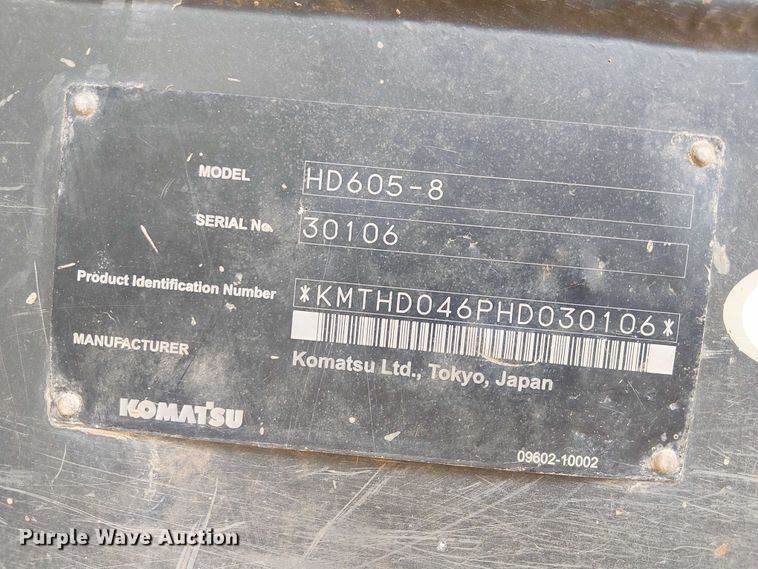 MODEL HD605-8
SERIAL No. 30106
Product Identification Number *KMTHD046PHD030106*
MANUFACTURER
Komatsu Ltd., Tokyo, Japan
KOMATSU
09602-10002
Purple Wave Auction